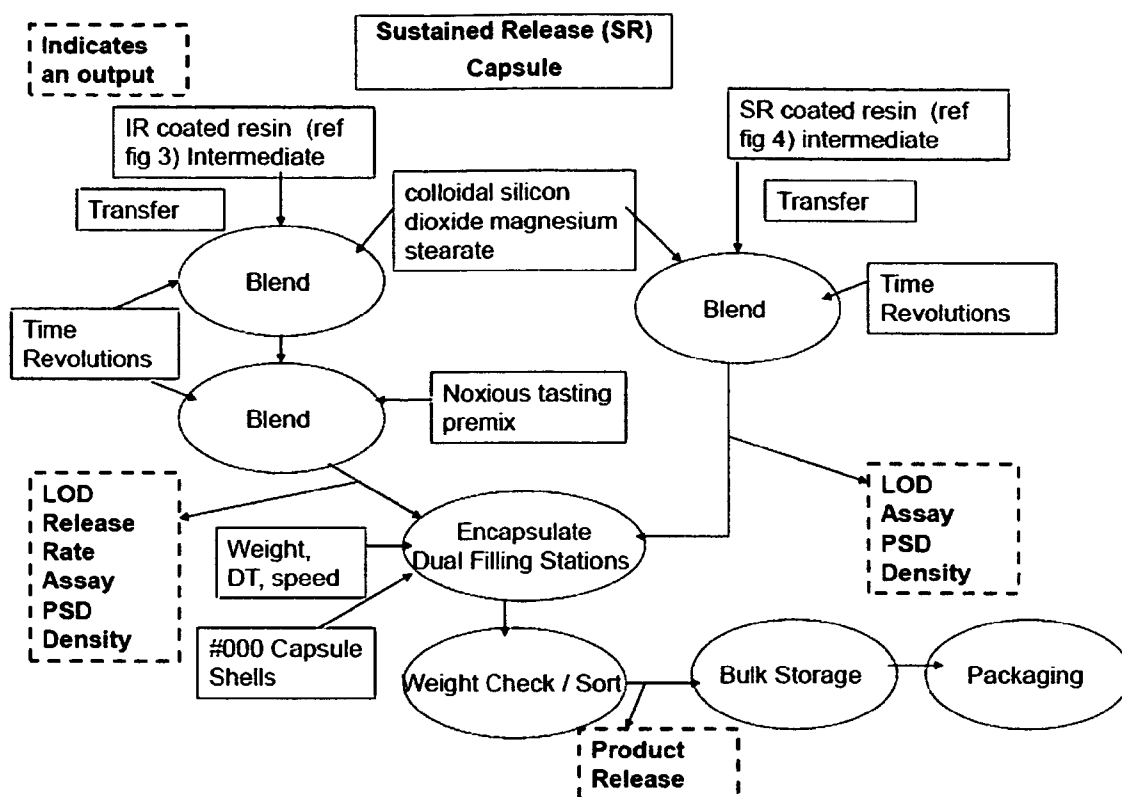 Indicates
an output
Sustained Release (SR)
Capsule
IR coated resin (ref
fig 3) Intermediate
SR coated resin (ref
fig 4) intermediate
Transfer
colloidal silicon
dioxide magnesium
stearate
Transfer
Blend
Blend
Time
Revolutions
Time
Revolutions
Blend
Noxious tasting
premix
LOD
Release
Rate
Assay
PSD
Density
LOD
Assay
PSD
Density
Encapsulate
Dual Filling Stations
Weight,
DT, speed
#000 Capsule
Shells
Weight Check / Sort
Bulk Storage
Packaging
Product
Release